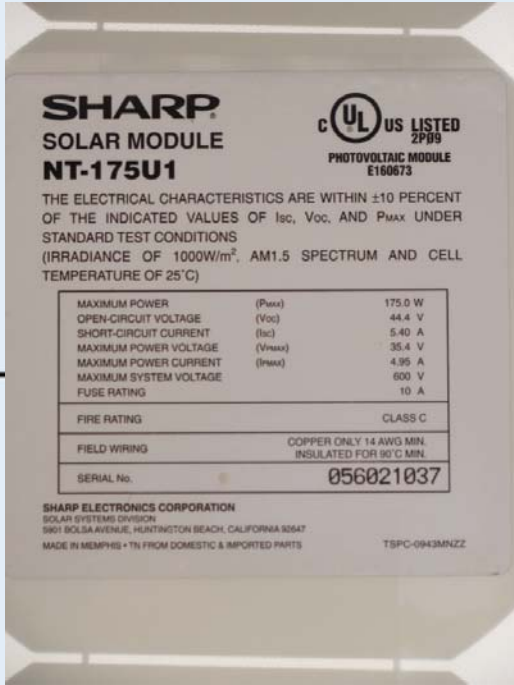 SHARP®
SOLAR MODULE
NT-175U1
C UL US LISTED
2PØ9
PHOTOVOLTAIC MODULE
E160673
THE ELECTRICAL CHARACTERISTICS ARE WITHIN ±10 PERCENT
OF THE INDICATED VALUES OF Isc, Voc, AND PMAX UNDER
STANDARD TEST CONDITIONS
(IRRADIANCE OF 1000W/m², AM1.5 SPECTRUM AND CELL
TEMPERATURE OF 25°C)
MAXIMUM POWER (PMAX) 175.0 W
OPEN-CIRCUIT VOLTAGE (Voc) 44.4 V
SHORT-CIRCUIT CURRENT (Isc) 5.40 A
MAXIMUM POWER VOLTAGE (VPMAX) 35.4 V
MAXIMUM POWER CURRENT (IPMAX) 4.95 A
MAXIMUM SYSTEM VOLTAGE 600 V
FUSE RATING 10 A
FIRE RATING CLASS C
FIELD WIRING COPPER ONLY 14 AWG MIN.
INSULATED FOR 90°C MIN.
SERIAL No. 056021037
SHARP ELECTRONICS CORPORATION
SOLAR SYSTEMS DIVISION
5901 BOLSA AVENUE, HUNTINGTON BEACH, CALIFORNIA 92647
MADE IN MEMPHIS • TN FROM DOMESTIC & IMPORTED PARTS TSPC-0943MNZZ